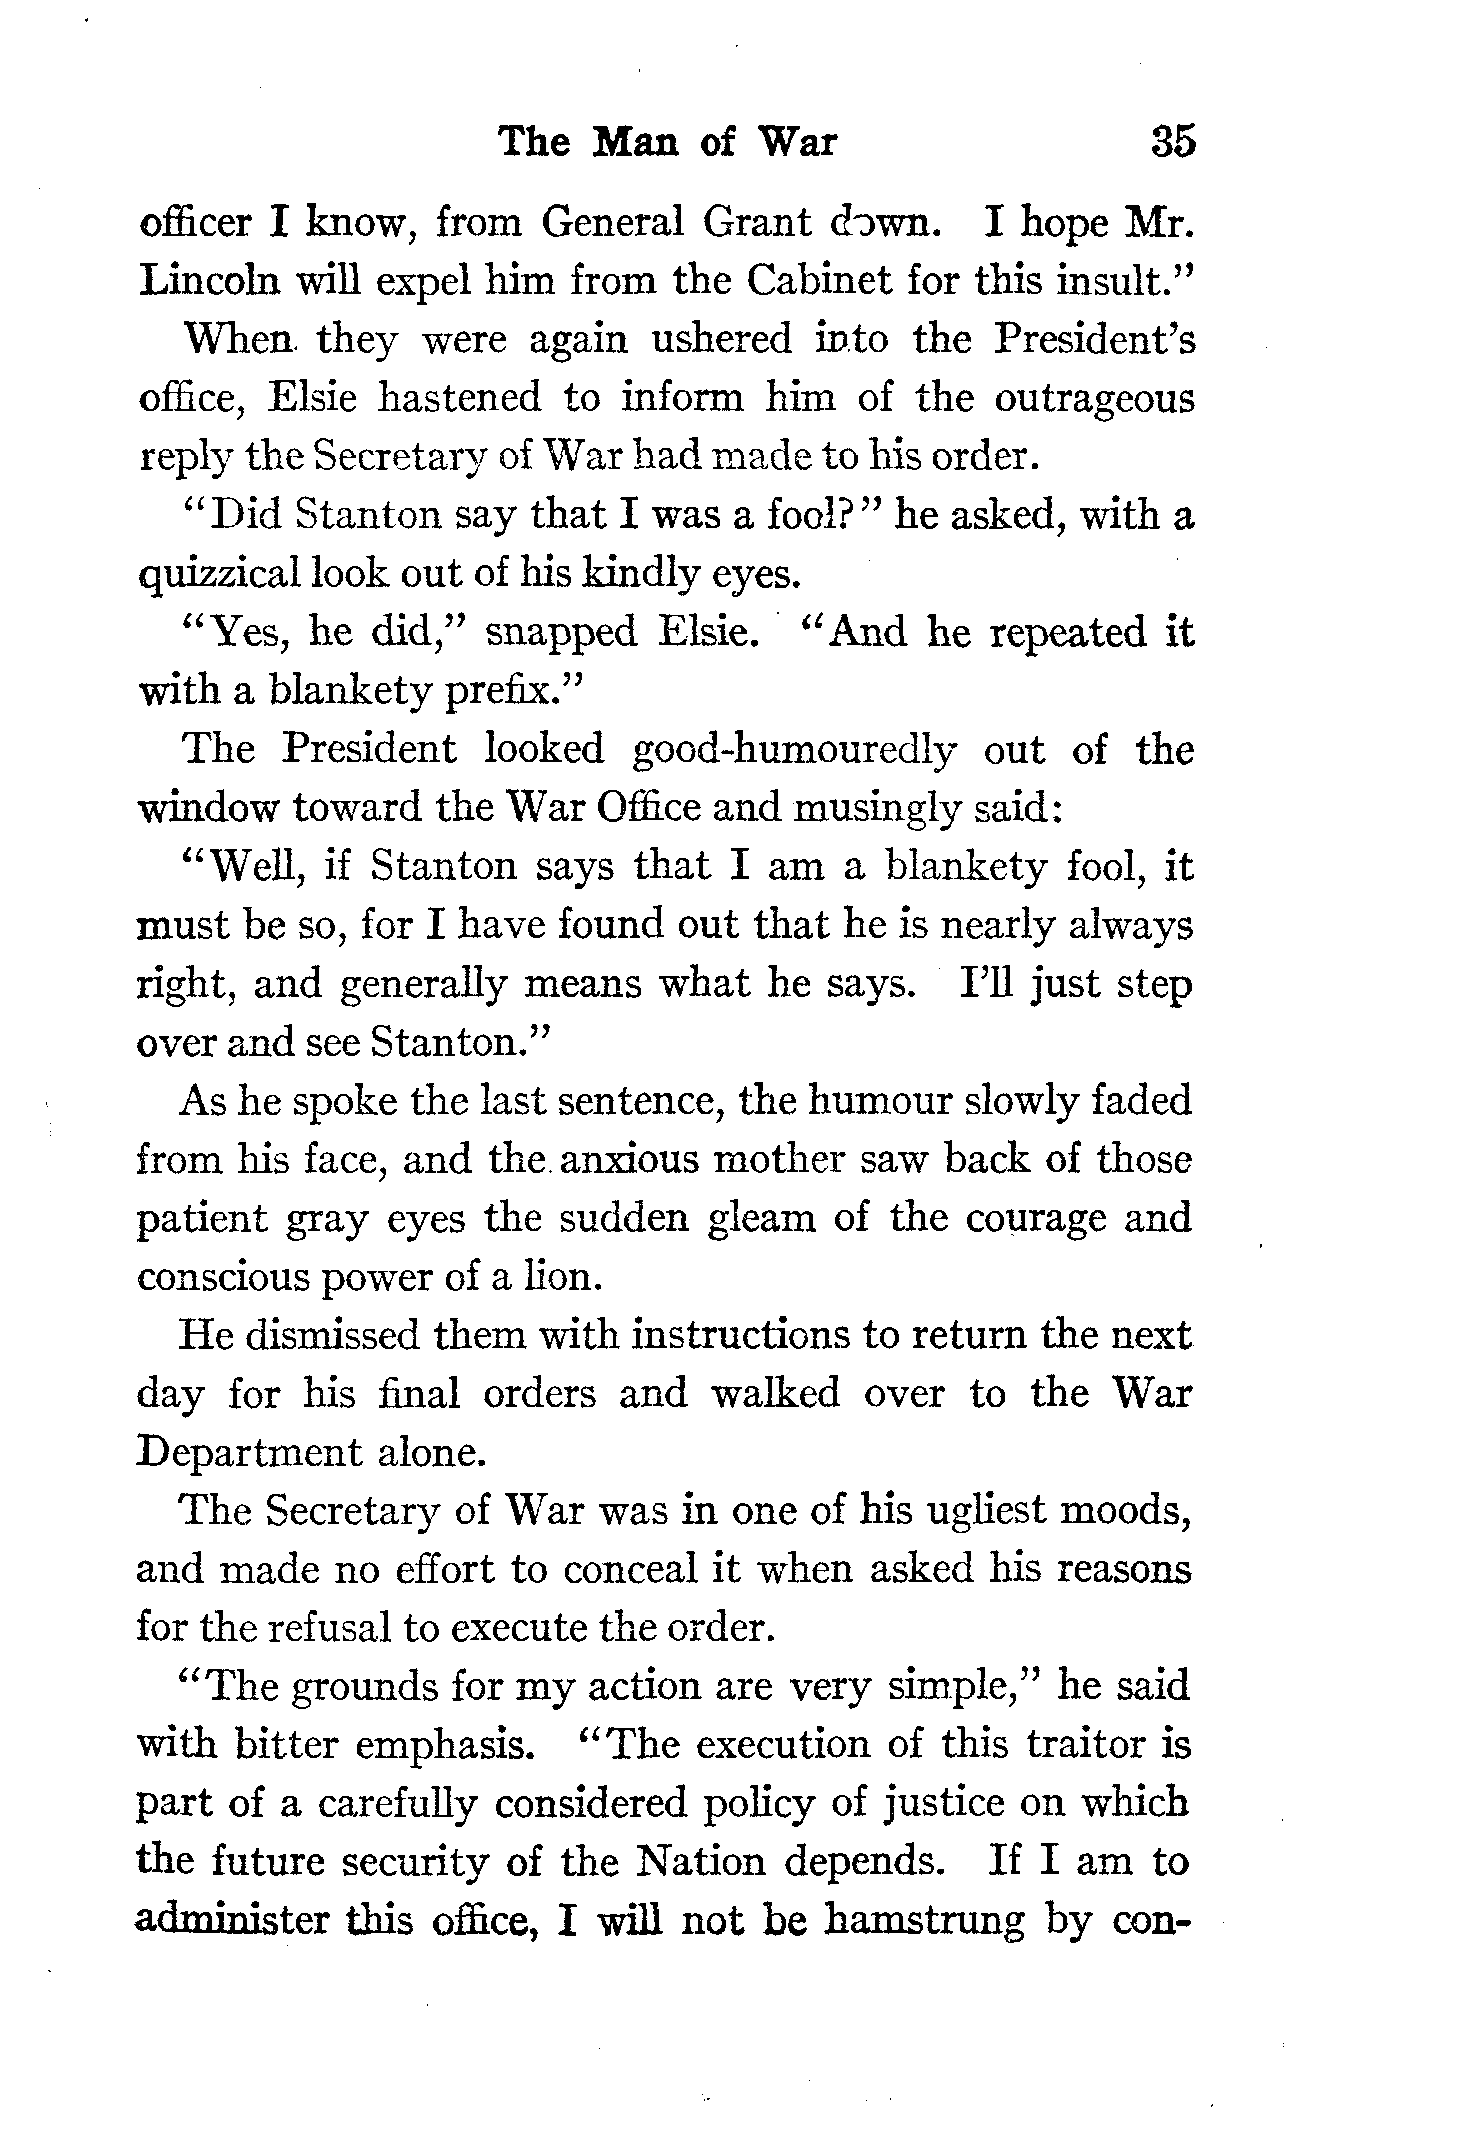 The Man of War 35
officer I know, from General Grant down. I hope Mr.
Lincoln will expel him from the Cabinet for this insult.”
When they were again ushered into the President’s
office, Elsie hastened to inform him of the outrageous
reply the Secretary of War had made to his order.
“Did Stanton say that I was a fool?” he asked, with a
quizzical look out of his kindly eyes.
“Yes, he did,” snapped Elsie. “And he repeated it
with a blankety prefix.”
The President looked good-humouredly out of the
window toward the War Office and musingly said:
“Well, if Stanton says that I am a blankety fool, it
must be so, for I have found out that he is nearly always
right, and generally means what he says. I’ll just step
over and see Stanton.”
As he spoke the last sentence, the humour slowly faded
from his face, and the anxious mother saw back of those
patient gray eyes the sudden gleam of the courage and
conscious power of a lion.
He dismissed them with instructions to return the next
day for his final orders and walked over to the War
Department alone.
The Secretary of War was in one of his ugliest moods,
and made no effort to conceal it when asked his reasons
for the refusal to execute the order.
“The grounds for my action are very simple,” he said
with bitter emphasis. “The execution of this traitor is
part of a carefully considered policy of justice on which
the future security of the Nation depends. If I am to
administer this office, I will not be hamstrung by con-